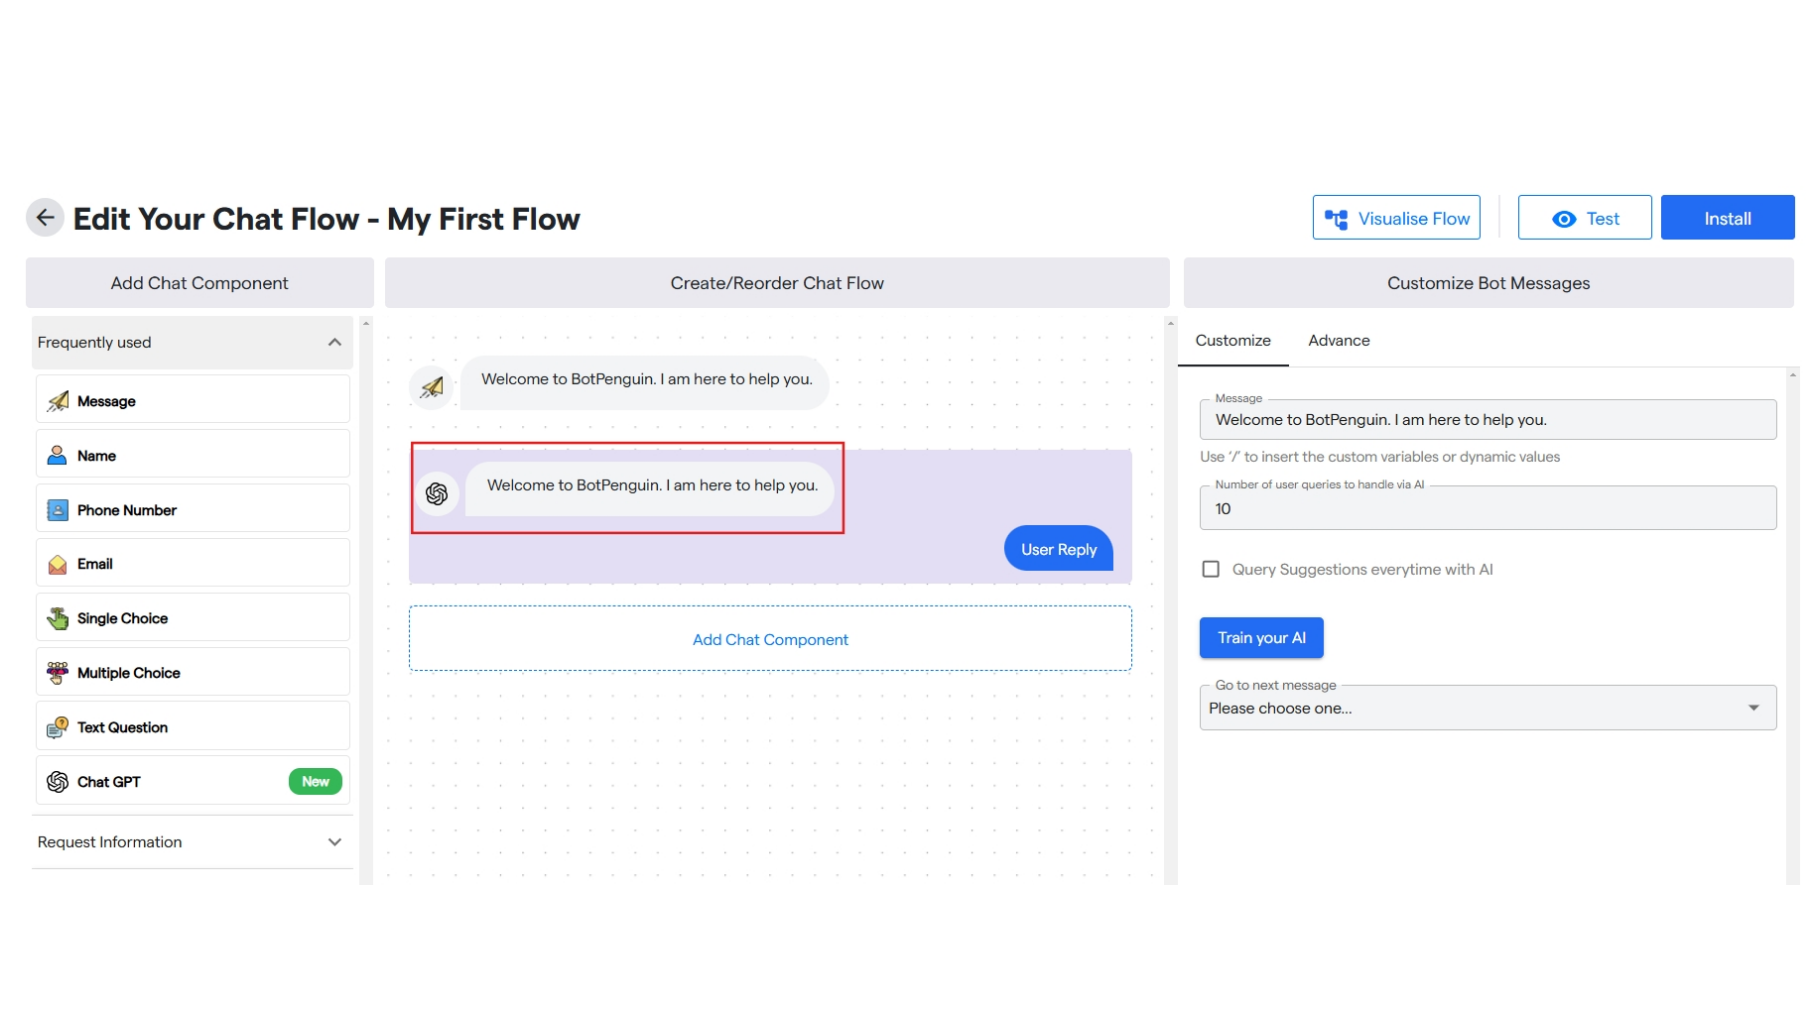 Edit Your Chat Flow - My First Flow
Visualise Flow
Test
Install
Add Chat Component
Create/Reorder Chat Flow
Customize Bot Messages
Frequently used
Message
Name
Phone Number
Email
Single Choice
Multiple Choice
Text Question
Chat GPT
New
Request Information
Welcome to BotPenguin. I am here to help you.
Welcome to BotPenguin. I am here to help you.
User Reply
Add Chat Component
Customize
Advance
Message
Welcome to BotPenguin. I am here to help you.
Use '/' to insert the custom variables or dynamic values
Number of user queries to handle via AI
10
Query Suggestions everytime with AI
Train your AI
Go to next message
Please choose one...